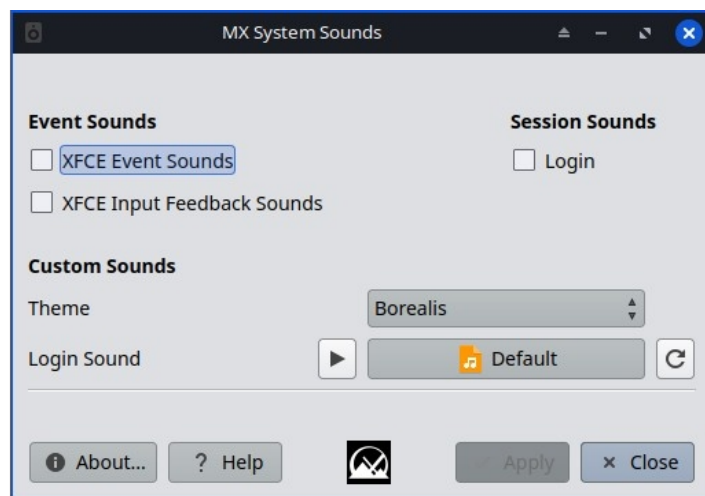 MX System Sounds
Event Sounds
Session Sounds
XFCE Event Sounds
Login
XFCE Input Feedback Sounds
Custom Sounds
Theme
Borealis
Login Sound
Default
About...
? Help
Apply
Close